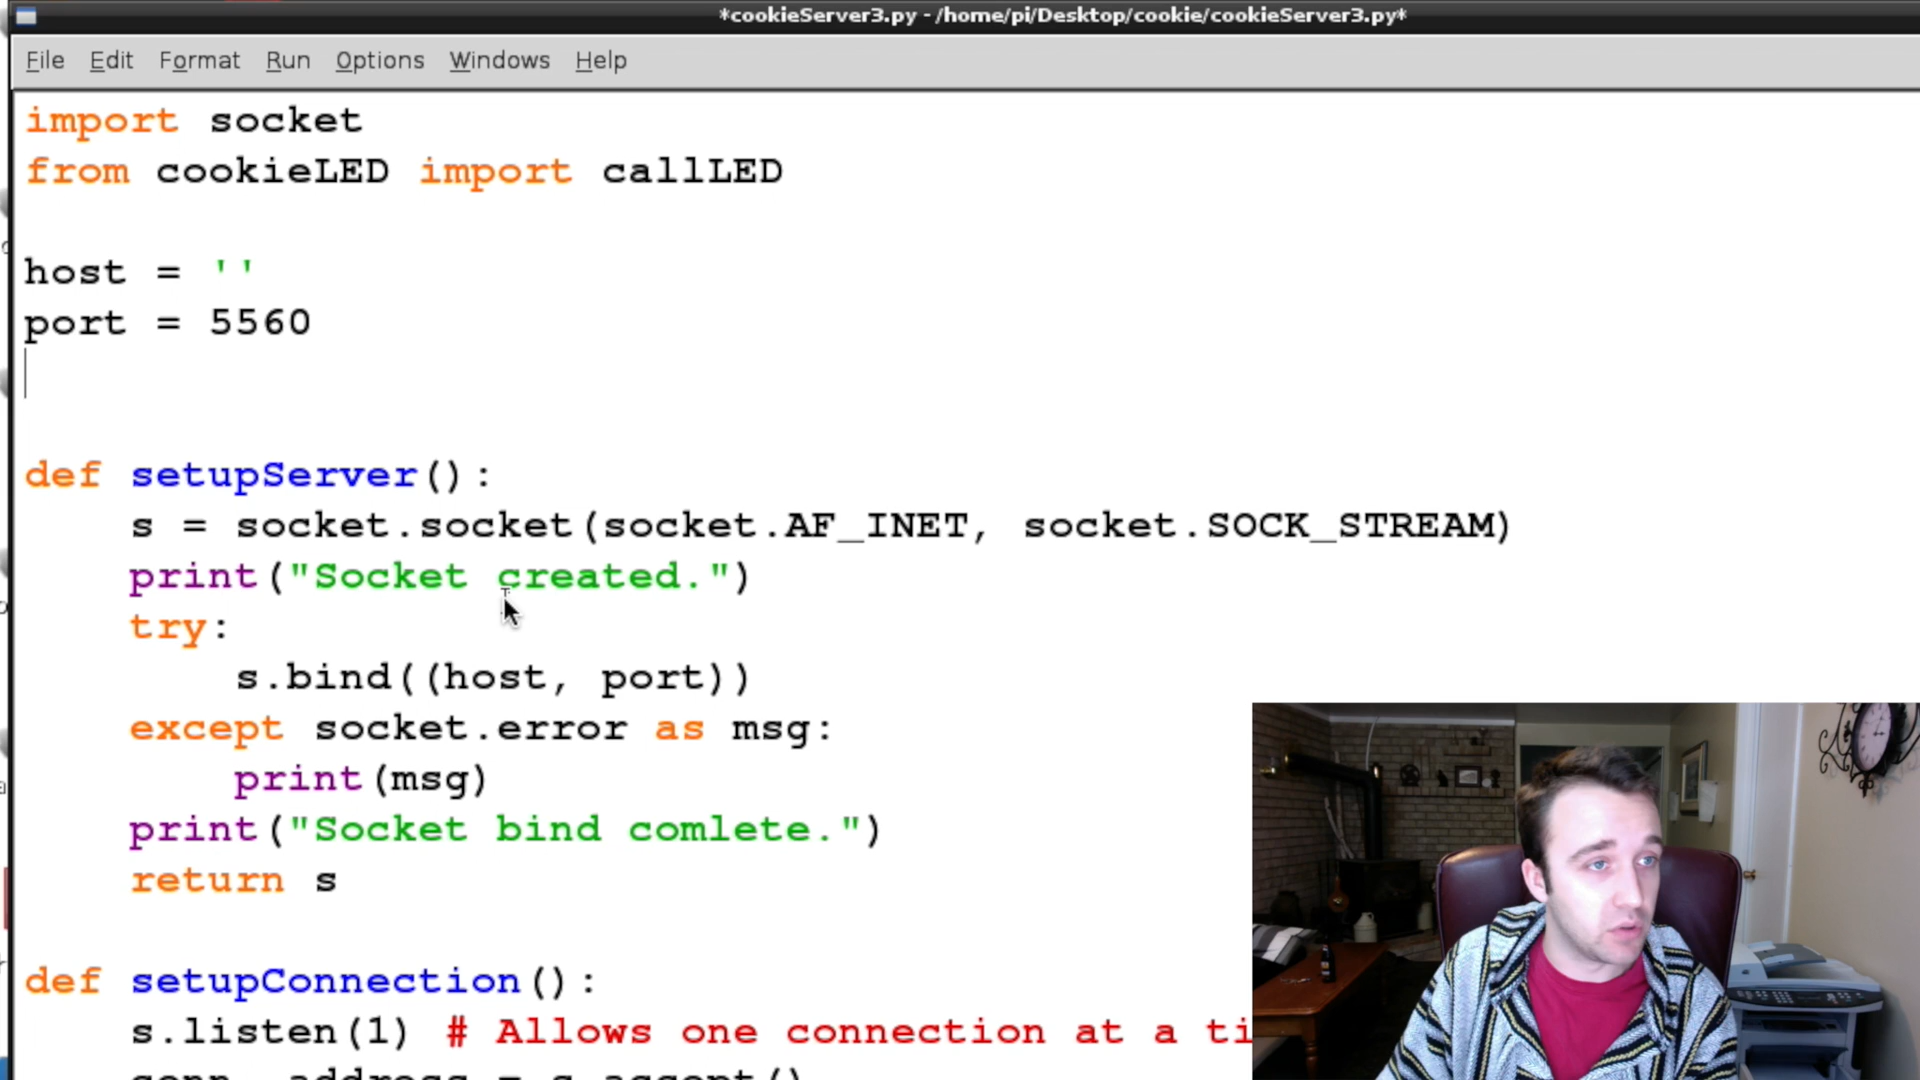 *cookieServer3.py - /home/pi/Desktop/cookie/cookieServer3.py*
File Edit Format Run Options Windows Help
import socket
from cookieLED import callLED
host = ''
port = 5560
def setupServer():
s = socket.socket(socket.AF_INET, socket.SOCK_STREAM)
print("Socket created.")
try:
s.bind((host, port))
except socket.error as msg:
print(msg)
print("Socket bind comlete.")
return s
def setupConnection():
s.listen(1) # Allows one connection at a ti
conn, address = s.accept()